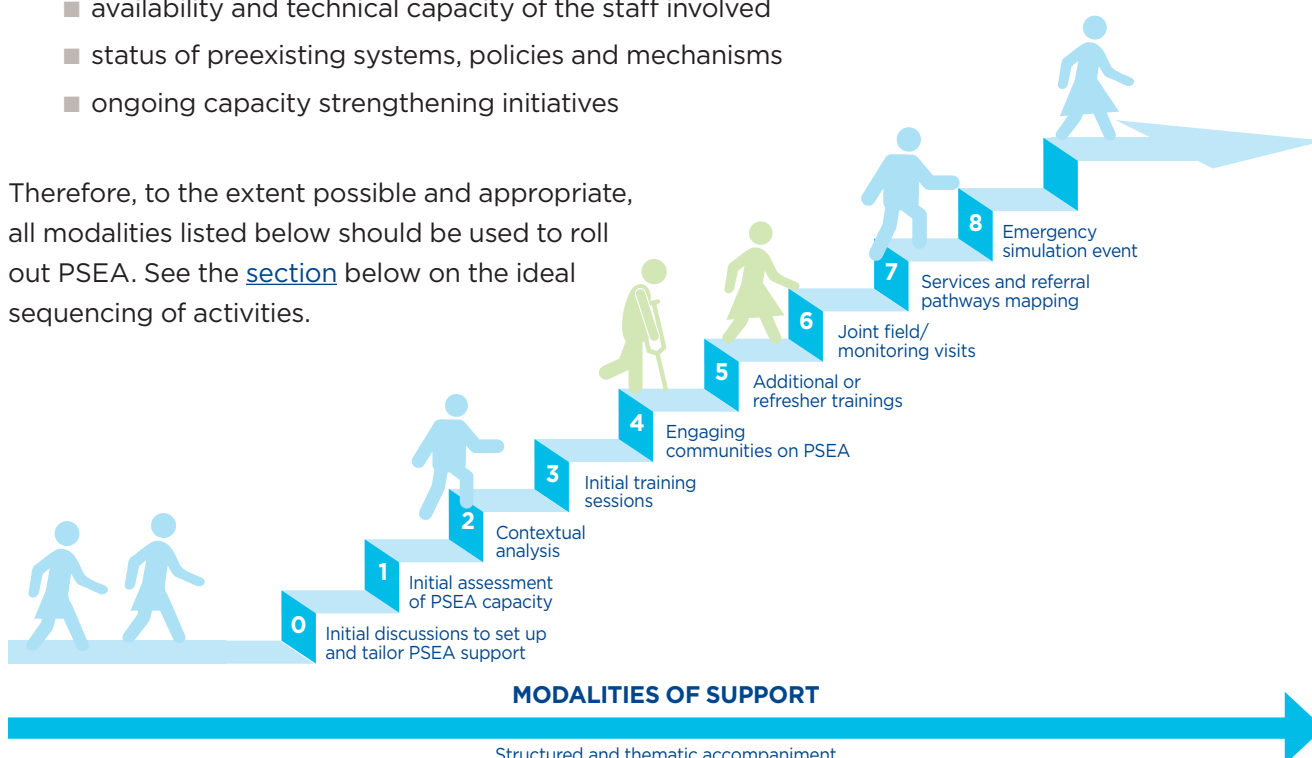 ■ availability and technical capacity of the staff involved
■ status of preexisting systems, policies and mechanisms
■ ongoing capacity strengthening initiatives
Therefore, to the extent possible and appropriate,
all modalities listed below should be used to roll
out PSEA. See the section below on the ideal
sequencing of activities.
8
Emergency
simulation event
7
Services and referral
pathways mapping
6
Joint field/
monitoring visits
5
Additional or
refresher trainings
4
Engaging
communities on PSEA
3
Initial training
sessions
2
Contextual
analysis
1
Initial assessment
of PSEA capacity
0
Initial discussions to set up
and tailor PSEA support
MODALITIES OF SUPPORT
Structured and thematic accompaniment